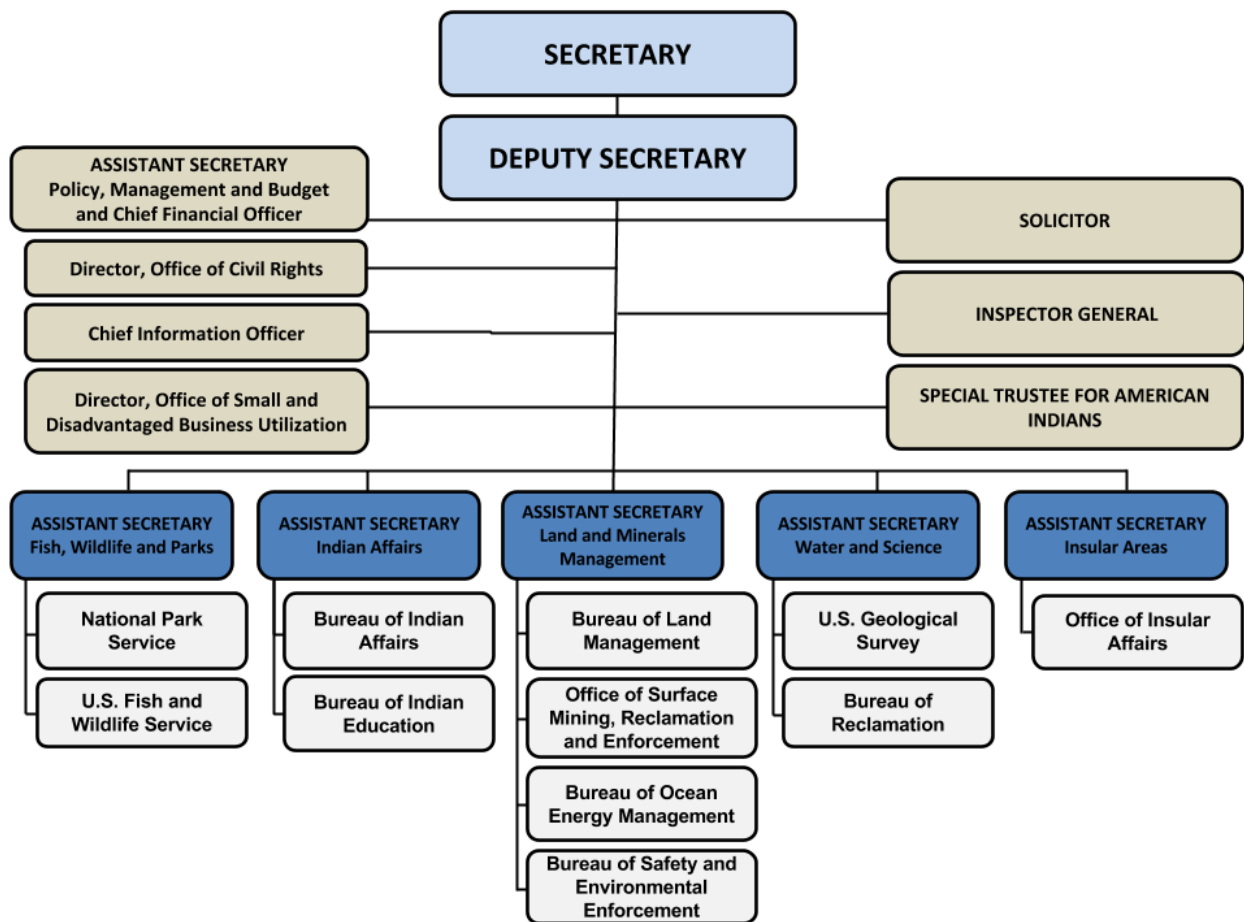 SECRETARY
DEPUTY SECRETARY
ASSISTANT SECRETARY
Policy, Management and Budget
and Chief Financial Officer
SOLICITOR
Director, Office of Civil Rights
INSPECTOR GENERAL
Chief Information Officer
Director, Office of Small and
Disadvantaged Business Utilization
SPECIAL TRUSTEE FOR AMERICAN
INDIANS
ASSISTANT SECRETARY
Fish, Wildlife and Parks
National Park
Service
U.S. Fish and
Wildlife Service
ASSISTANT SECRETARY
Indian Affairs
Bureau of Indian
Affairs
Bureau of Indian
Education
ASSISTANT SECRETARY
Land and Minerals
Management
Bureau of Land
Management
Office of Surface
Mining, Reclamation
and Enforcement
Bureau of Ocean
Energy Management
Bureau of Safety and
Environmental
Enforcement
ASSISTANT SECRETARY
Water and Science
U.S. Geological
Survey
Bureau of
Reclamation
ASSISTANT SECRETARY
Insular Areas
Office of Insular
Affairs